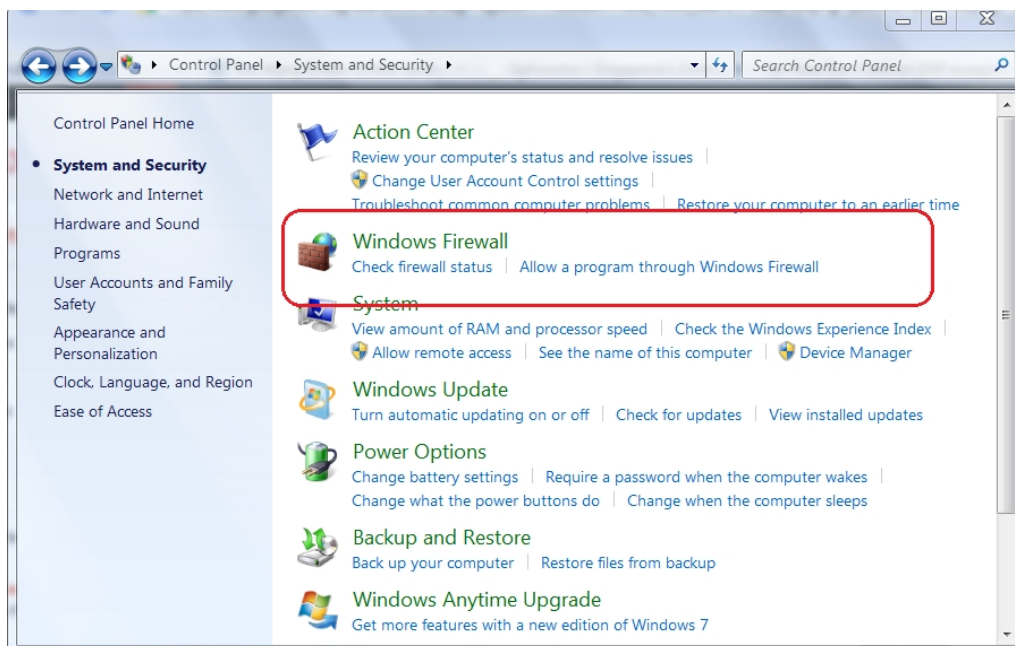 Control Panel System and Security
Search Control Panel
Control Panel Home
System and Security
Network and Internet
Hardware and Sound
Programs
User Accounts and Family
Safety
Appearance and
Personalization
Clock, Language, and Region
Ease of Access
Action Center
Review your computer's status and resolve issues
Change User Account Control settings
Troubleshoot common computer problems Restore your computer to an earlier time
Windows Firewall
Check firewall status Allow a program through Windows Firewall
System
View amount of RAM and processor speed Check the Windows Experience Index
Allow remote access See the name of this computer Device Manager
Windows Update
Turn automatic updating on or off Check for updates View installed updates
Power Options
Change battery settings Require a password when the computer wakes
Change what the power buttons do Change when the computer sleeps
Backup and Restore
Back up your computer Restore files from backup
Windows Anytime Upgrade
Get more features with a new edition of Windows 7